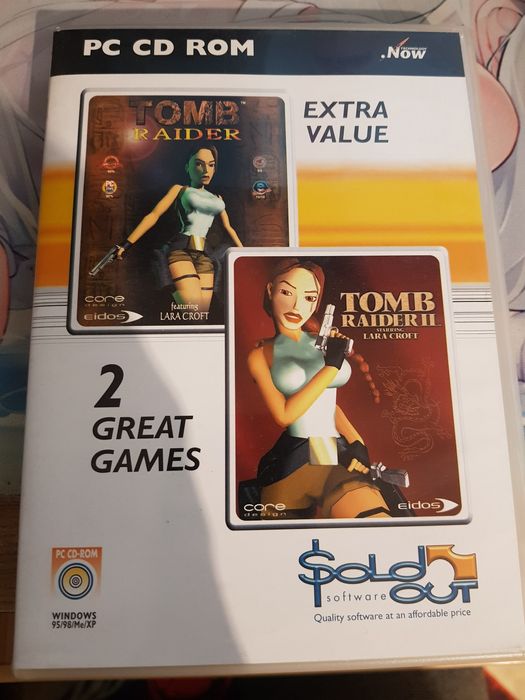 PC CD ROM
TECHNOLOGY
.Now
EXTRA
VALUE
TOMB
RAIDER
featuring
LARA CROFT
core
design
EIDOS
TOMB
RAIDER II
STARRING
LARA CROFT
core
design
EIDOS
2
GREAT
GAMES
PC CD-ROM
WINDOWS
95/98/Me/XP
SOLD
software OUT
Quality software at an affordable price